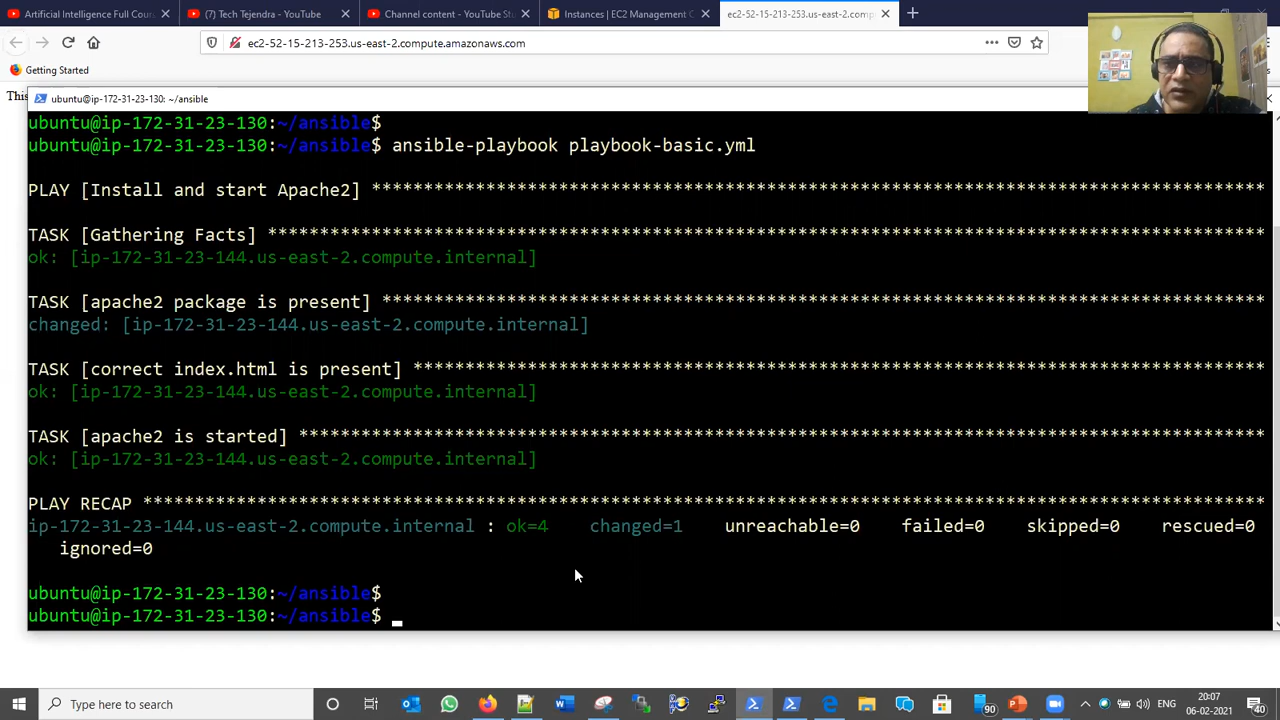 Artificial Intelligence Full Cour
(7) Tech Tejendra - YouTube
Channel content - YouTube St
Instances | EC2 Management C
ec2-52-15-213-253.us-east-2.comp
ec2-52-15-213-253.us-east-2.compute.amazonaws.com
Getting Started
This
ubuntu@ip-172-31-23-130: ~/ansible
ubuntu@ip-172-31-23-130:~/ansible$
ubuntu@ip-172-31-23-130:~/ansible$ ansible-playbook playbook-basic.yml
PLAY [Install and start Apache2] *************************************************************************************
TASK [Gathering Facts] ***********************************************************************************************
ok: [ip-172-31-23-144.us-east-2.compute.internal]
TASK [apache2 package is present] ************************************************************************************
changed: [ip-172-31-23-144.us-east-2.compute.internal]
TASK [correct index.html is present] *********************************************************************************
ok: [ip-172-31-23-144.us-east-2.compute.internal]
TASK [apache2 is started] ********************************************************************************************
ok: [ip-172-31-23-144.us-east-2.compute.internal]
PLAY RECAP ***********************************************************************************************************
ip-172-31-23-144.us-east-2.compute.internal : ok=4 changed=1 unreachable=0 failed=0 skipped=0 rescued=0
ignored=0
ubuntu@ip-172-31-23-130:~/ansible$
ubuntu@ip-172-31-23-130:~/ansible$
Type here to search
90
ENG
20:07
06-02-2021
40